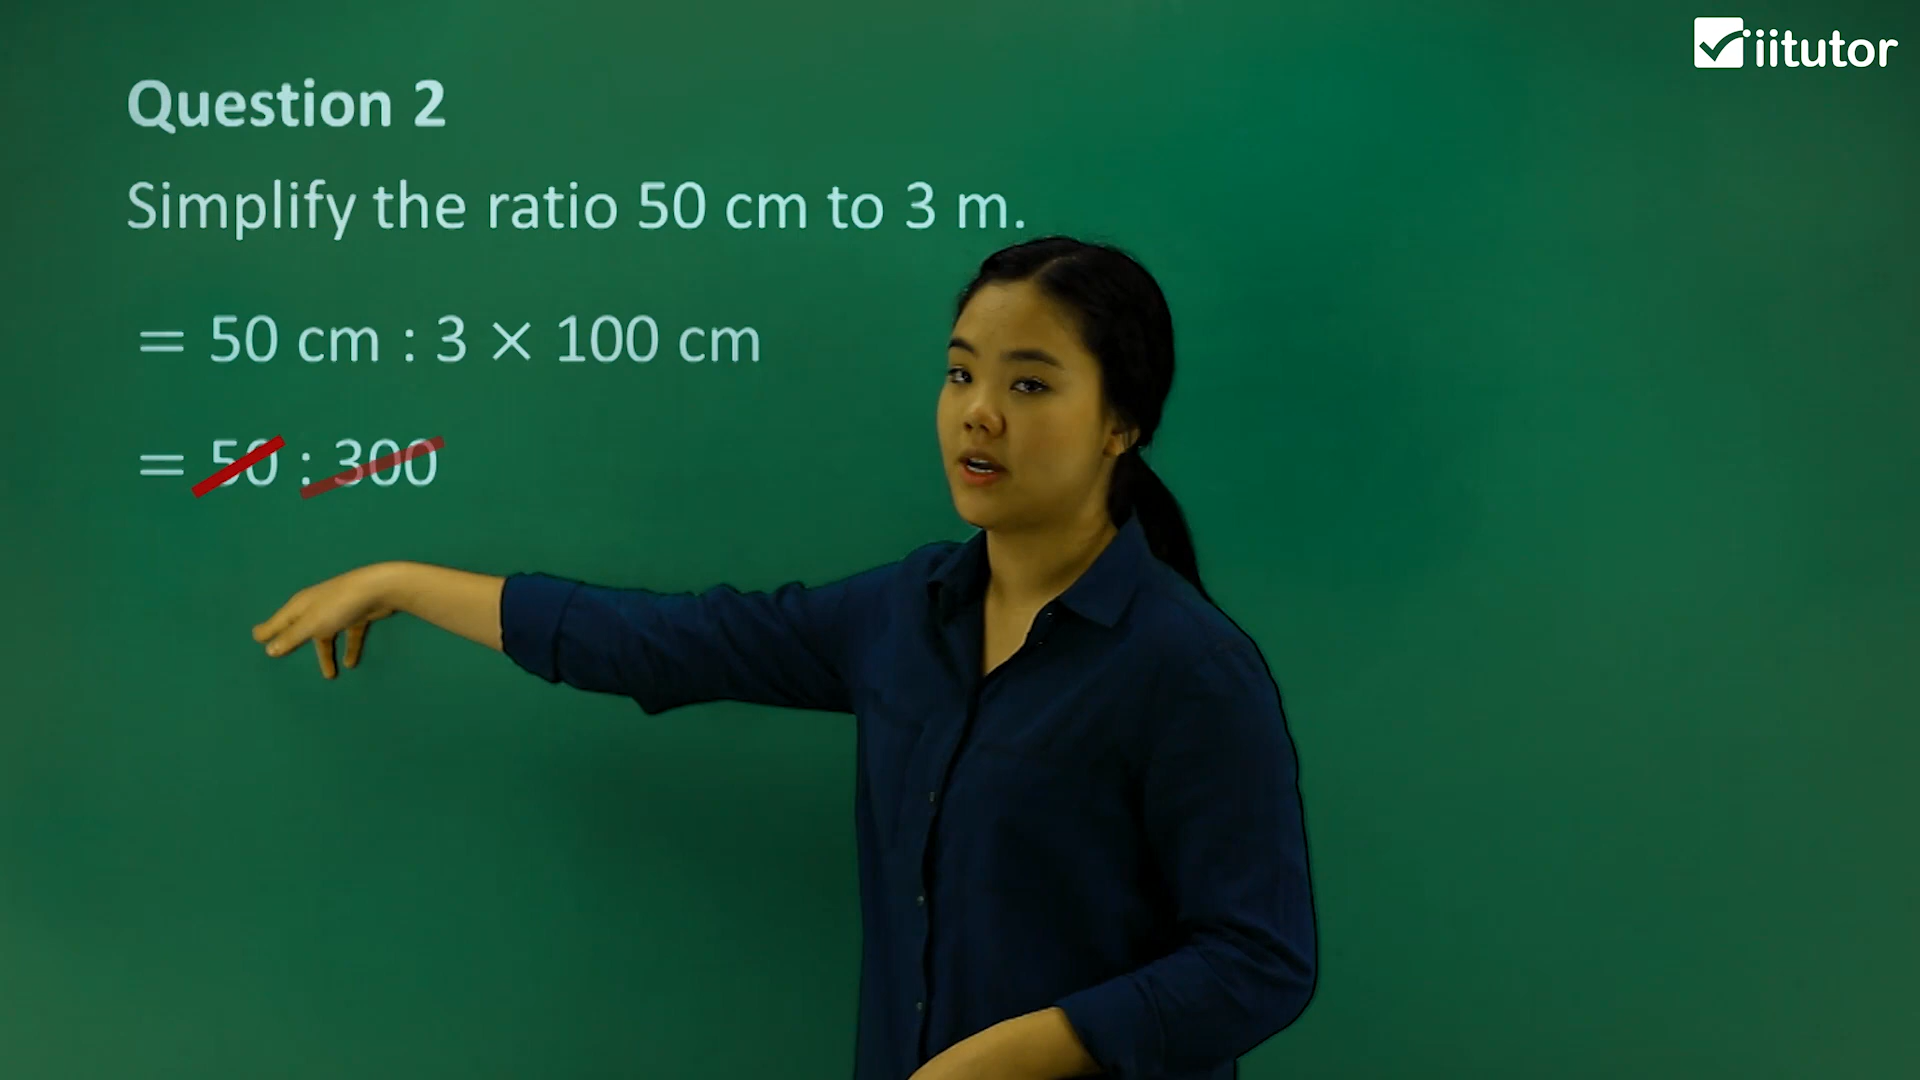 iitutor
Question 2
Simplify the ratio 50 cm to 3 m.
= 50 cm : 3 × 100 cm
= 50 : 300